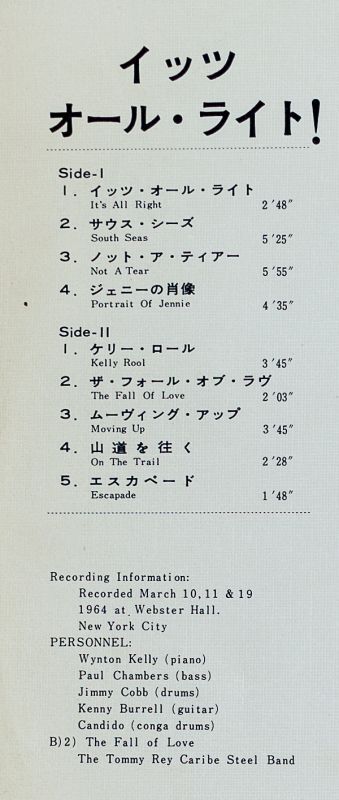 イッツ
オール・ライト!
Side-I
1. イッツ・オール・ライト
It's All Right 2'48"
2. サウス・シーズ
South Seas 5'25"
3. ノット・ア・ティアー
Not A Tear 5'55"
4. ジェニーの肖像
Portrait Of Jennie 4'35"
Side-II
1. ケリー・ロール
Kelly Rool 3'45"
2. ザ・フォール・オブ・ラヴ
The Fall Of Love 2'03"
3. ムーヴィング・アップ
Moving Up 3'45"
4. 山道を往く
On The Trail 2'28"
5. エスカペード
Escapade 1'48"
Recording Information:
Recorded March 10, 11 & 19
1964 at Webster Hall.
New York City
PERSONNEL:
Wynton Kelly (piano)
Paul Chambers (bass)
Jimmy Cobb (drums)
Kenny Burrell (guitar)
Candido (conga drums)
B)2) The Fall of Love
The Tommy Rey Caribe Steel Band